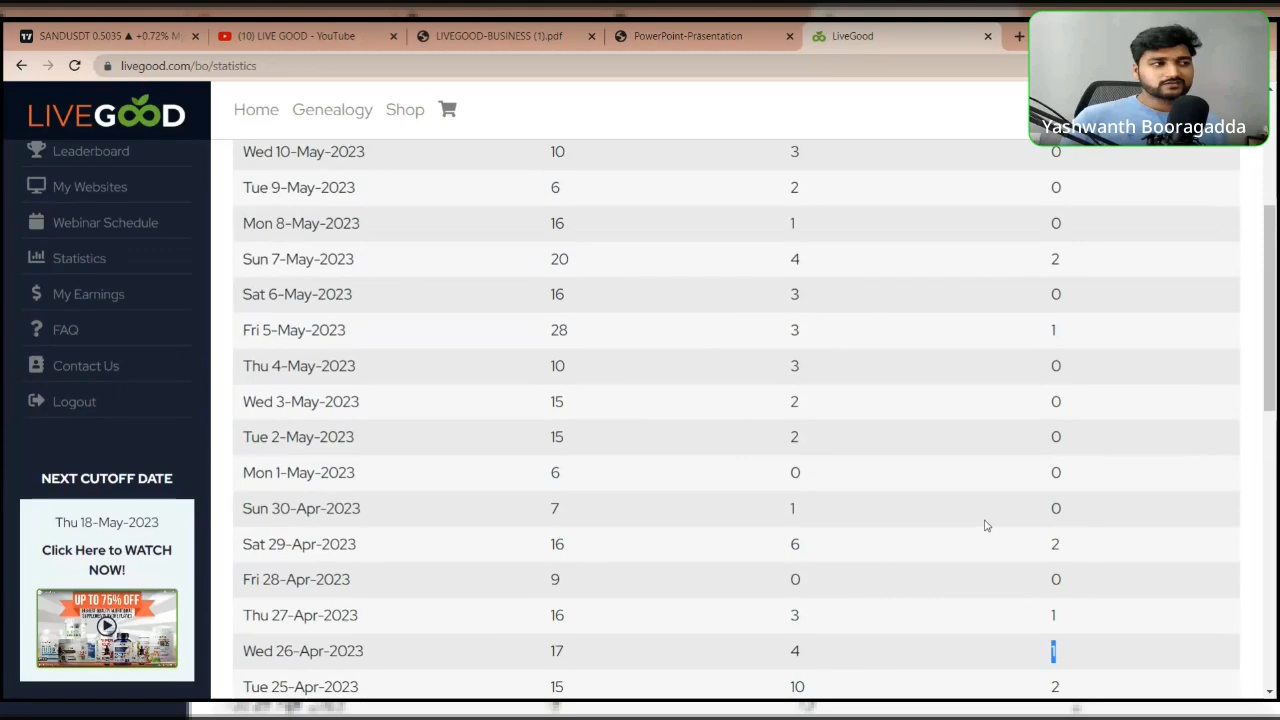 SANDUSDT 0.5035 ▲ +0.72%
(10) LIVE GOOD - YouTube
LIVEGOOD-BUSINESS (1).pdf
PowerPoint-Präsentation
LiveGood
livegood.com/bo/statistics
LIVEGOOD
Home Genealogy Shop
Yashwanth Booragadda
Leaderboard
My Websites
Webinar Schedule
Statistics
My Earnings
FAQ
Contact Us
Logout
NEXT CUTOFF DATE
Thu 18-May-2023
Click Here to WATCH
NOW!
UP TO 75% OFF
Wed 10-May-2023 10 3 0
Tue 9-May-2023 6 2 0
Mon 8-May-2023 16 1 0
Sun 7-May-2023 20 4 2
Sat 6-May-2023 16 3 0
Fri 5-May-2023 28 3 1
Thu 4-May-2023 10 3 0
Wed 3-May-2023 15 2 0
Tue 2-May-2023 15 2 0
Mon 1-May-2023 6 0 0
Sun 30-Apr-2023 7 1 0
Sat 29-Apr-2023 16 6 2
Fri 28-Apr-2023 9 0 0
Thu 27-Apr-2023 16 3 1
Wed 26-Apr-2023 17 4 1
Tue 25-Apr-2023 15 10 2